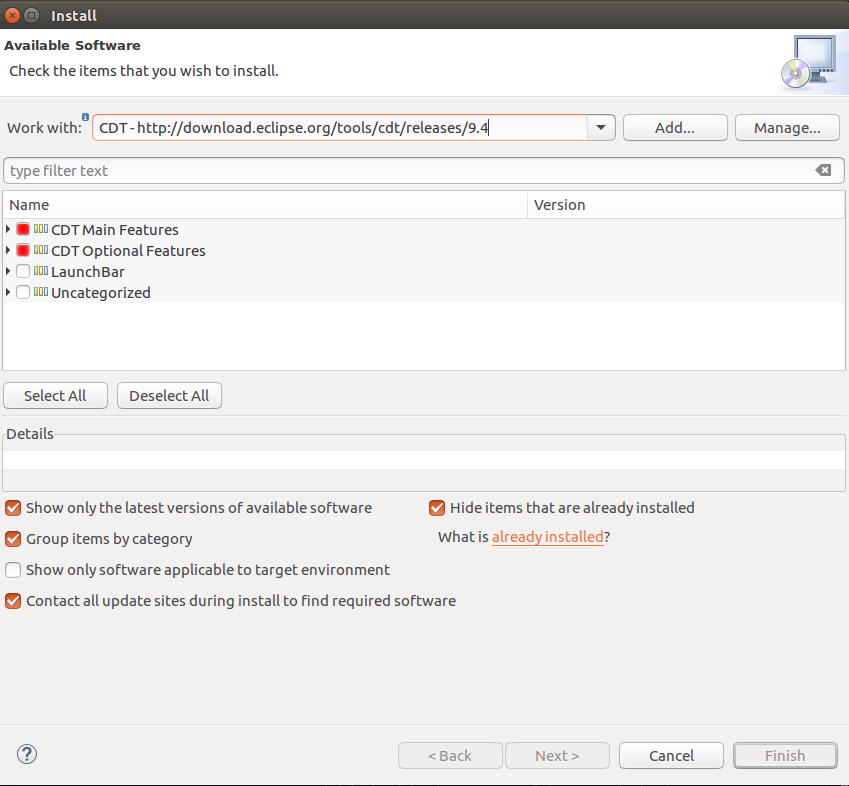 Install
Available Software
Check the items that you wish to install.
Work with: CDT - http://download.eclipse.org/tools/cdt/releases/9.4 Add... Manage...
type filter text
Name Version
CDT Main Features
CDT Optional Features
LaunchBar
Uncategorized
Select All Deselect All
Details
Show only the latest versions of available software Hide items that are already installed
Group items by category What is already installed?
Show only software applicable to target environment
Contact all update sites during install to find required software
? < Back Next > Cancel Finish